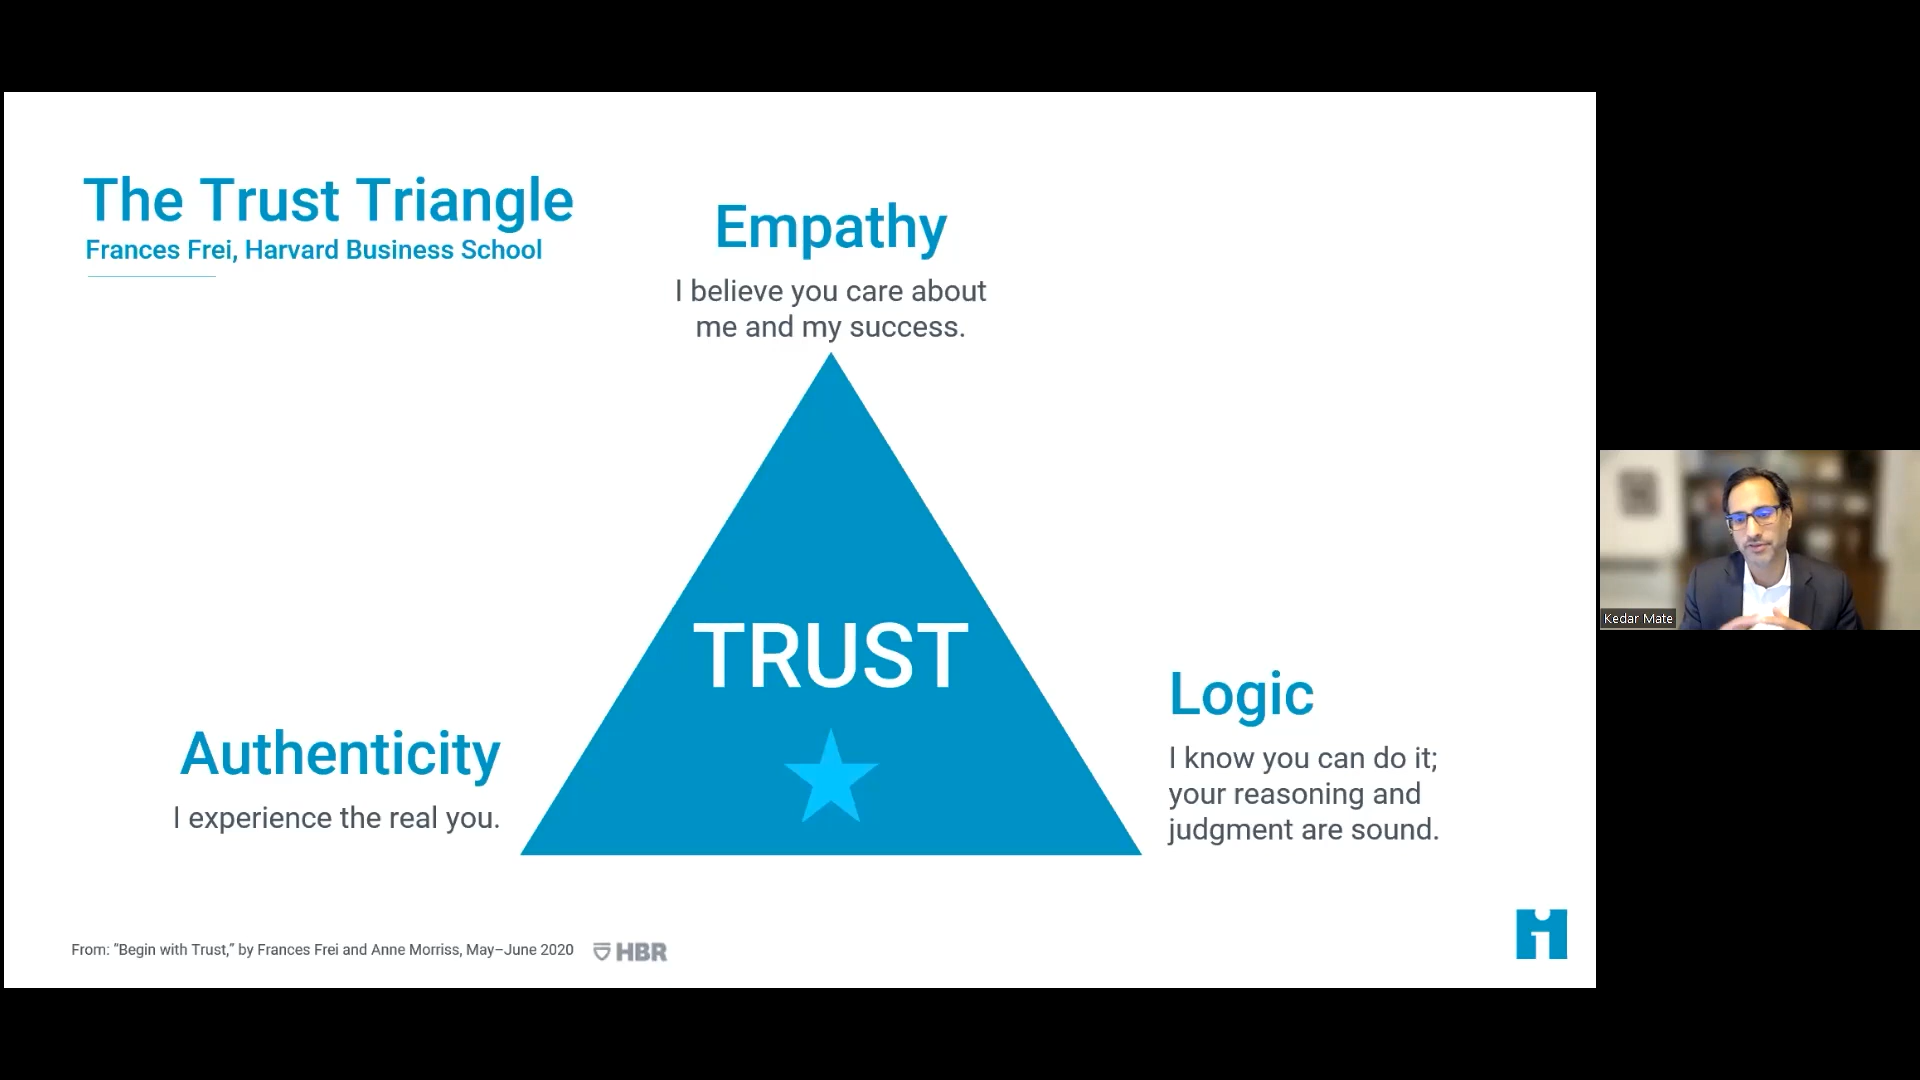 The Trust Triangle
Frances Frei, Harvard Business School
Empathy
I believe you care about
me and my success.
TRUST
Authenticity
I experience the real you.
Logic
I know you can do it;
your reasoning and
judgment are sound.
From: “Begin with Trust,” by Frances Frei and Anne Morriss, May–June 2020
HBR
Kedar Mate